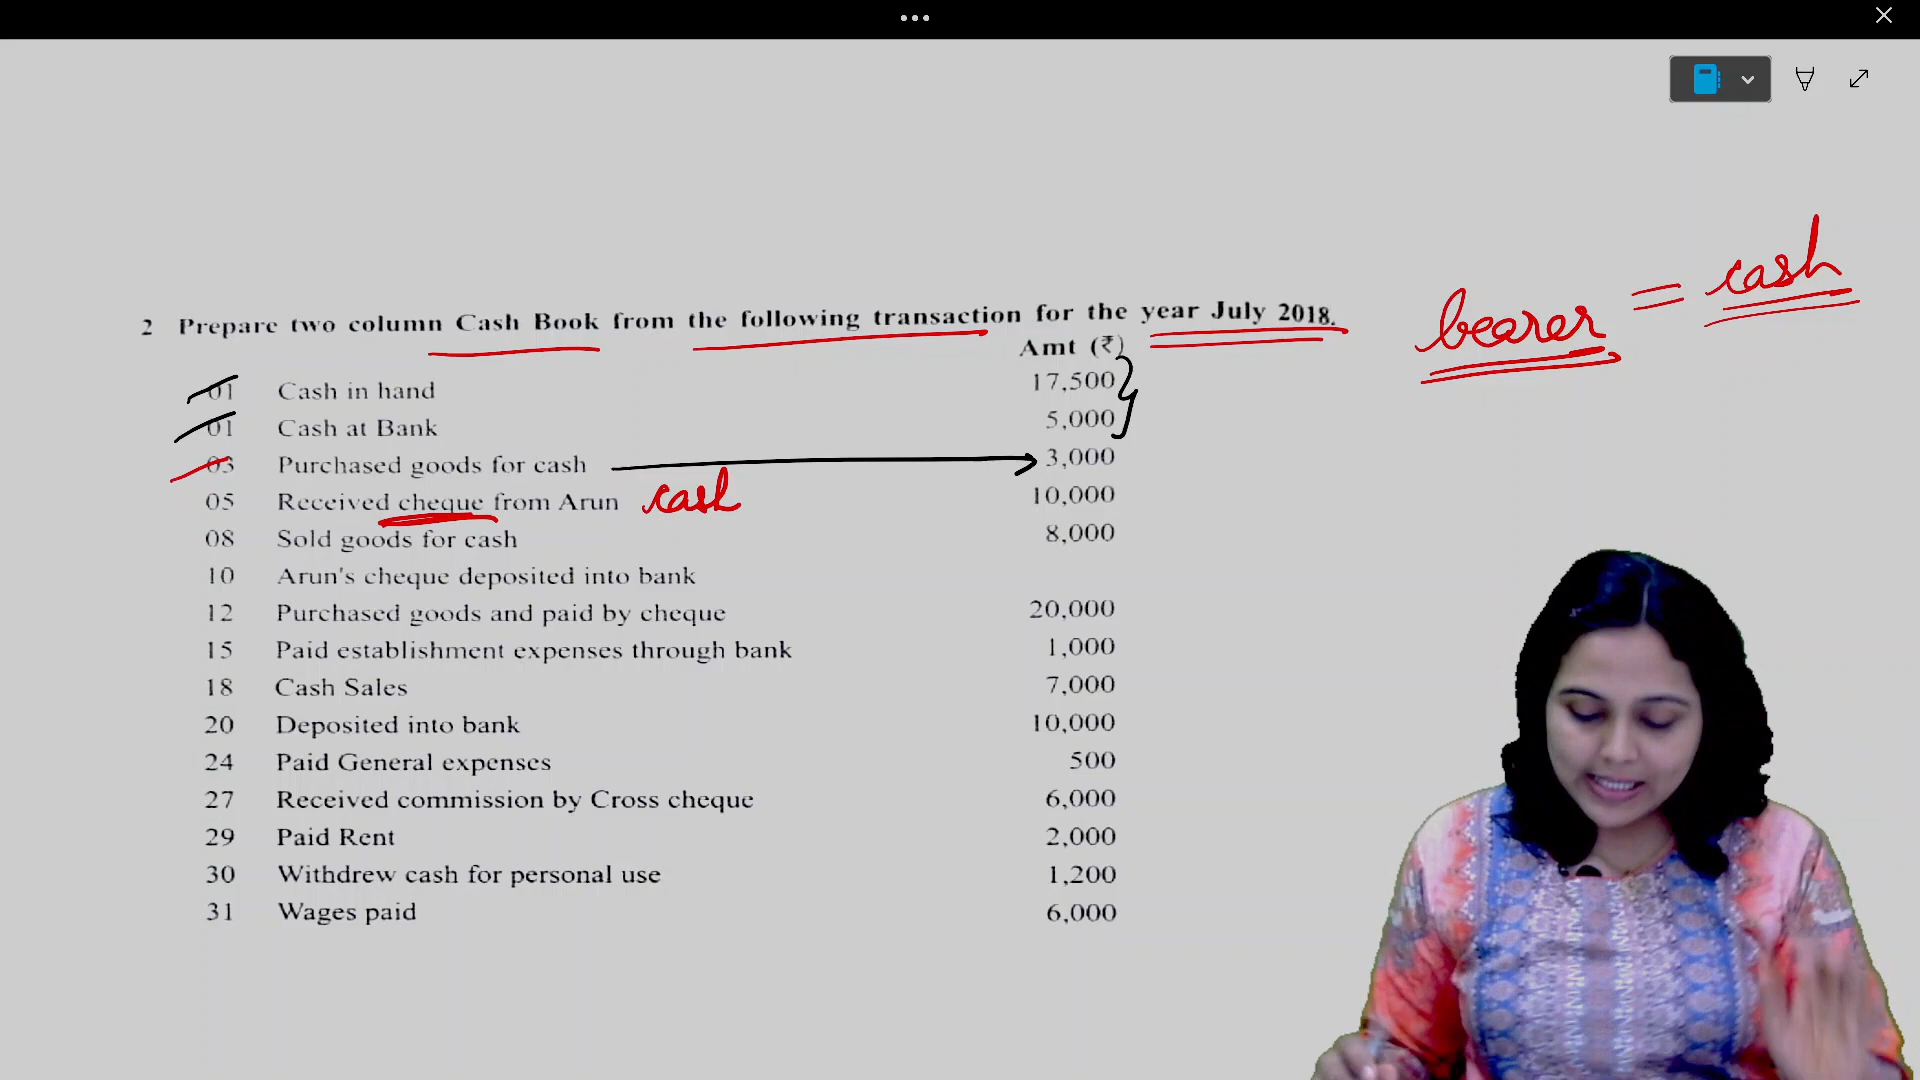 2 Prepare two column Cash Book from the following transaction for the year July 2018.
bearer = cash
Amt (₹)
01 Cash in hand 17,500
01 Cash at Bank 5,000
03 Purchased goods for cash 3,000
05 Received cheque from Arun cash 10,000
08 Sold goods for cash 8,000
10 Arun's cheque deposited into bank
12 Purchased goods and paid by cheque 20,000
15 Paid establishment expenses through bank 1,000
18 Cash Sales 7,000
20 Deposited into bank 10,000
24 Paid General expenses 500
27 Received commission by Cross cheque 6,000
29 Paid Rent 2,000
30 Withdrew cash for personal use 1,200
31 Wages paid 6,000